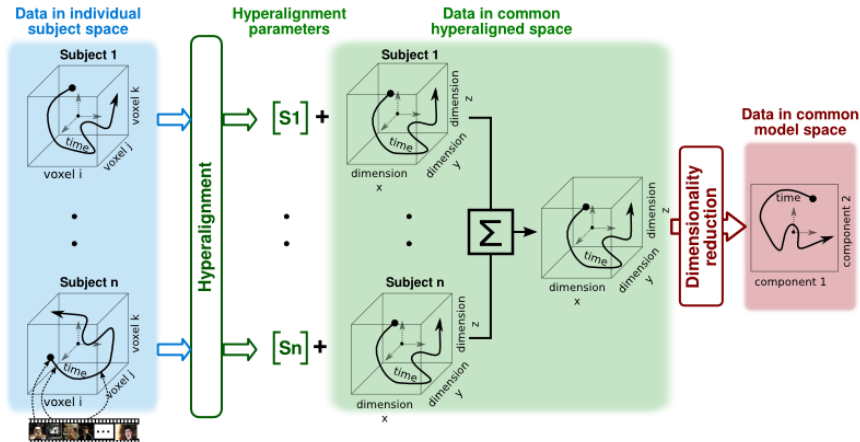 Data in individual
subject space
Hyperalignment
parameters
Data in common
hyperaligned space
Subject 1
voxel k
time
voxel i
voxel j
Hyperalignment
[S1] +
Subject 1
z
dimension
time
dimension
x
dimension
y
Subject n
voxel k
time
voxel i
voxel j
[Sn] +
Subject n
z
dimension
time
dimension
x
dimension
y
Σ
z
dimension
time
dimension
x
dimension
y
Dimensionality
reduction
Data in common
model space
time
component 2
component 1